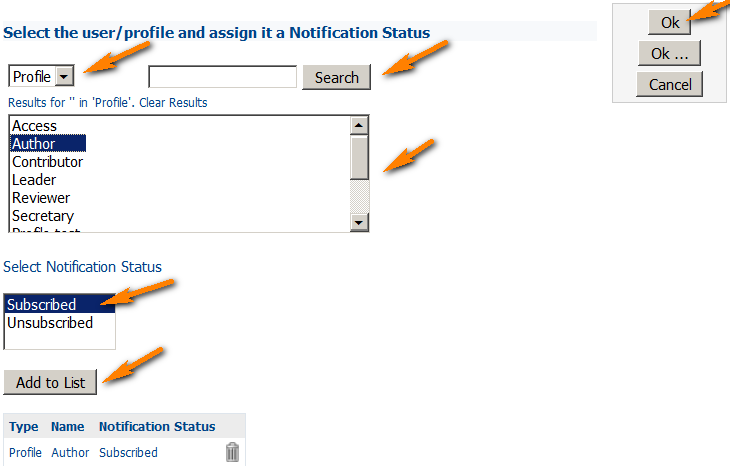 Select the user/profile and assign it a Notification Status
Ok
Ok ...
Cancel
Profile
Search
Results for '' in 'Profile'. Clear Results
Access
Author
Contributor
Leader
Reviewer
Secretary
Profile test
Select Notification Status
Subscribed
Unsubscribed
Add to List
Type Name Notification Status
Profile Author Subscribed